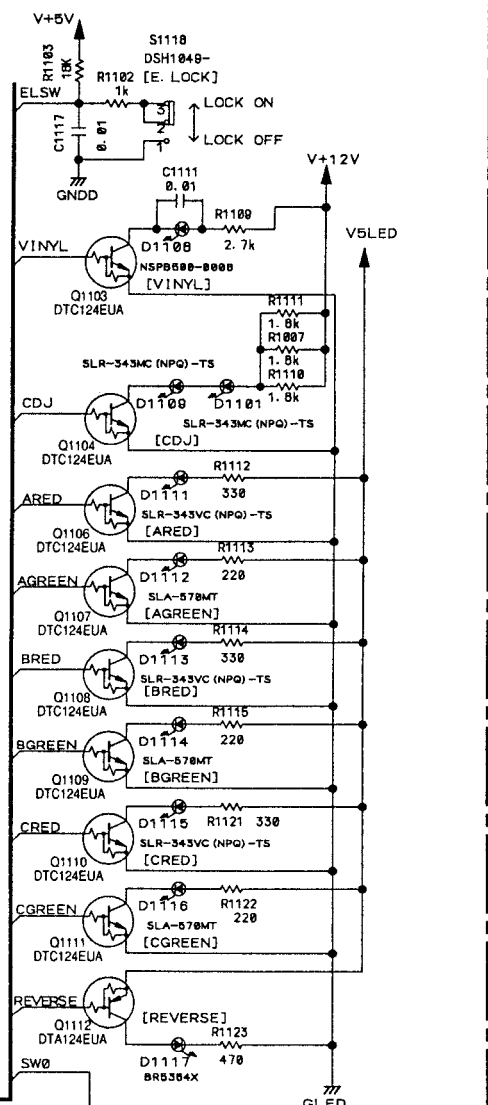 V+5V
R1103
18K
S1118
DSH1049-
[E. LOCK]
R1102
1k
ELSW
3
2
1
LOCK ON
LOCK OFF
C1117
0.01
GNDD
V+12V
C1111
0.01
R1109
2.7k
V5LED
VINYL
D1108
NSPB500-0008
[VINYL]
Q1103
DTC124EUA
R1111
1.8k
R1007
1.8k
R1110
1.8k
SLR-343MC(NPQ)-TS
CDJ
D1109
D1101
SLR-343MC(NPQ)-TS
[CDJ]
Q1104
DTC124EUA
R1112
330
ARED
D1111
SLR-343VC(NPQ)-TS
[ARED]
Q1106
DTC124EUA
R1113
220
AGREEN
D1112
SLA-570MT
[AGREEN]
Q1107
DTC124EUA
R1114
330
BRED
D1113
SLR-343VC(NPQ)-TS
[BRED]
Q1108
DTC124EUA
R1115
220
BGREEN
D1114
SLA-570MT
[BGREEN]
Q1109
DTC124EUA
CRED
D1115
R1121 330
SLR-343VC(NPQ)-TS
[CRED]
Q1110
DTC124EUA
CGREEN
D1116
R1122
220
SLA-570MT
[CGREEN]
Q1111
DTC124EUA
REVERSE
[REVERSE]
Q1112
DTA124EUA
R1123
470
D1117
BR5364X
SW0
GLED